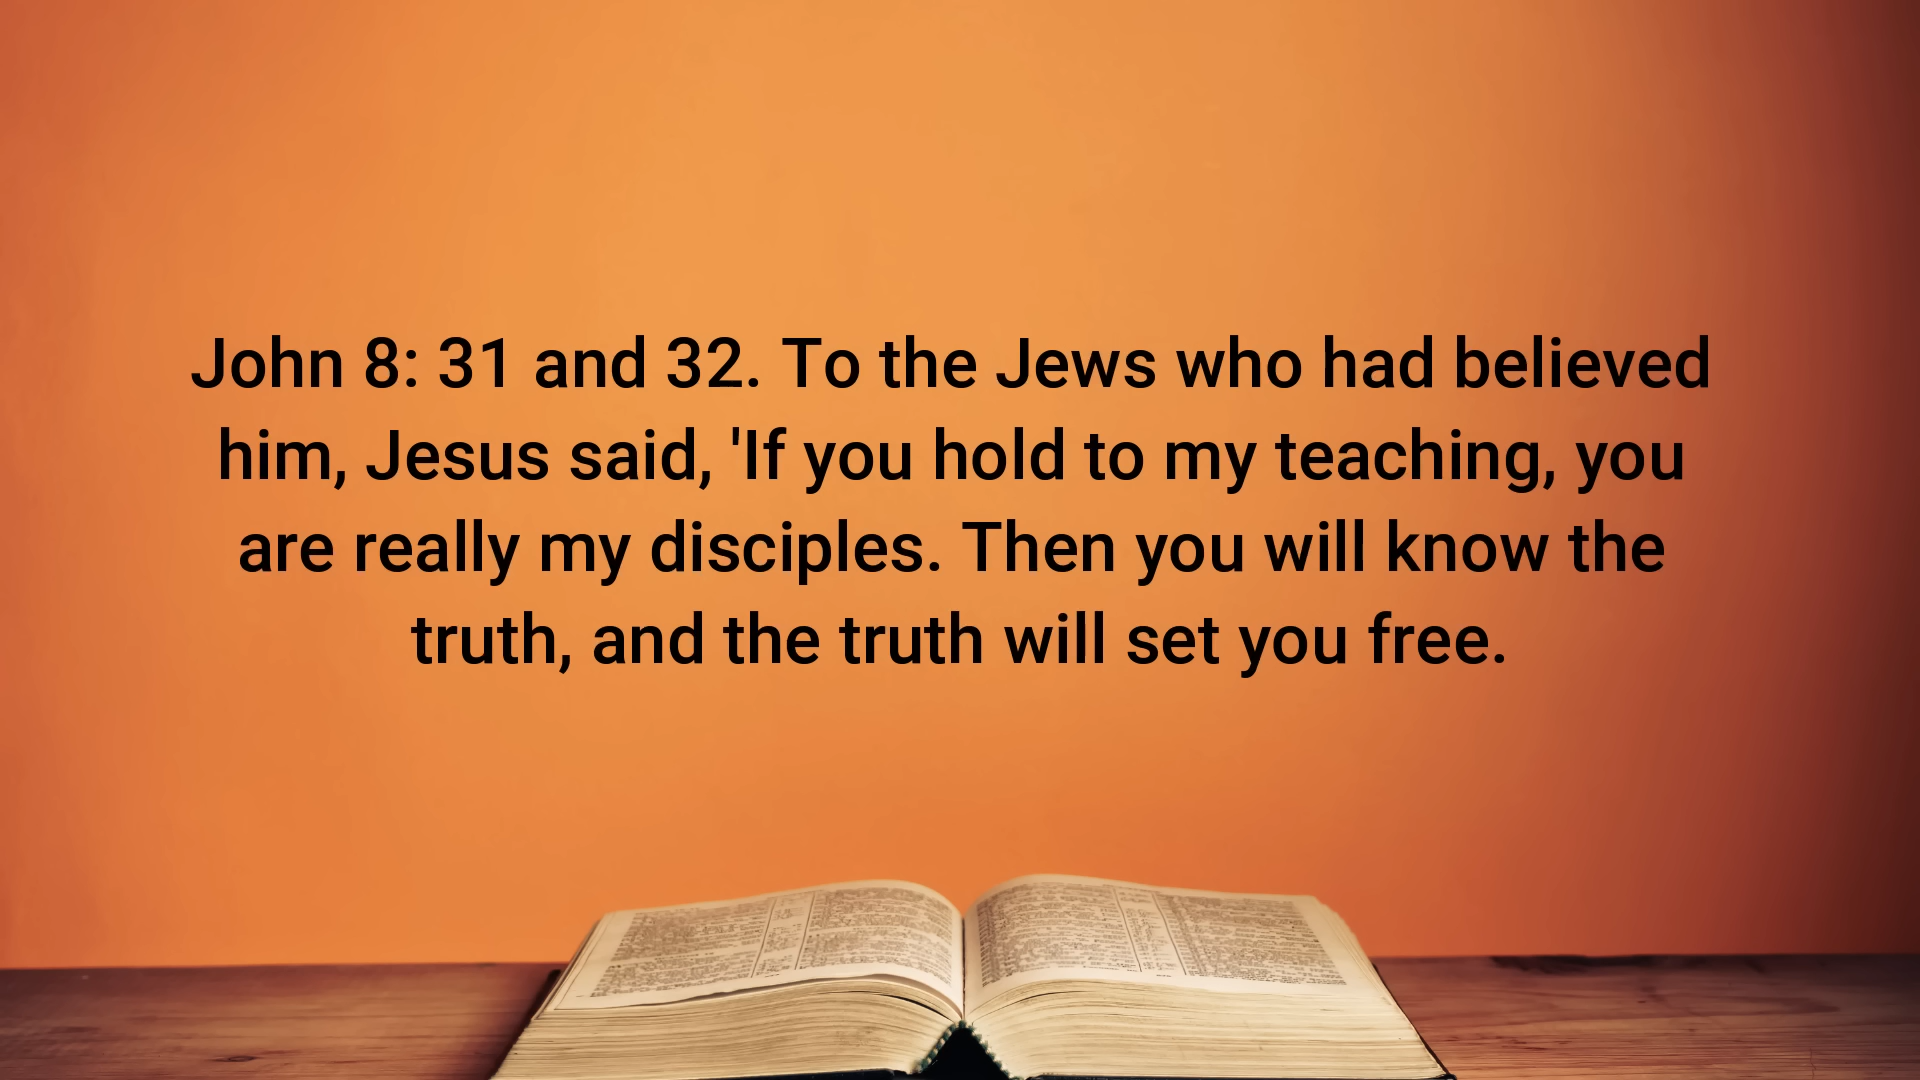 John 8: 31 and 32. To the Jews who had believed
him, Jesus said, 'If you hold to my teaching, you
are really my disciples. Then you will know the
truth, and the truth will set you free.